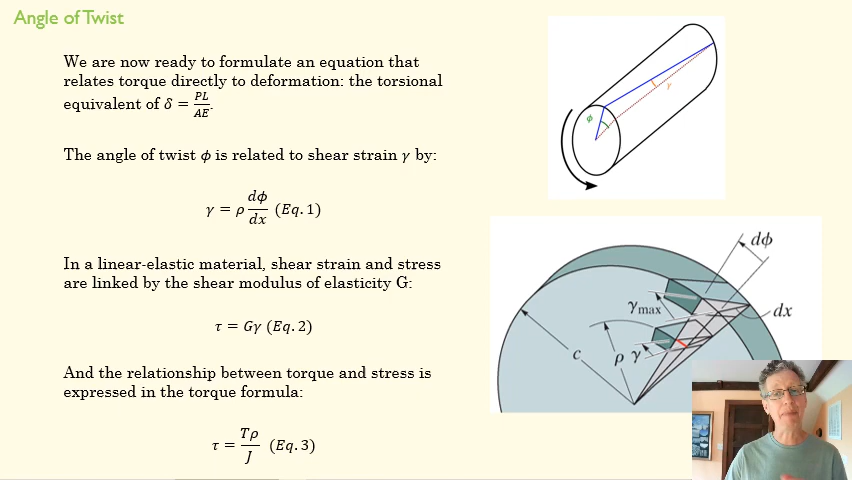 Angle of Twist
We are now ready to formulate an equation that
relates torque directly to deformation: the torsional
equivalent of δ = PL/AE.
The angle of twist ϕ is related to shear strain γ by:
γ = ρ dϕ/dx (Eq. 1)
In a linear-elastic material, shear strain and stress
are linked by the shear modulus of elasticity G:
τ = Gγ (Eq. 2)
And the relationship between torque and stress is
expressed in the torque formula:
τ = Tρ/J (Eq. 3)
ϕ
γ
dϕ
γmax
dx
c
ρ
γ